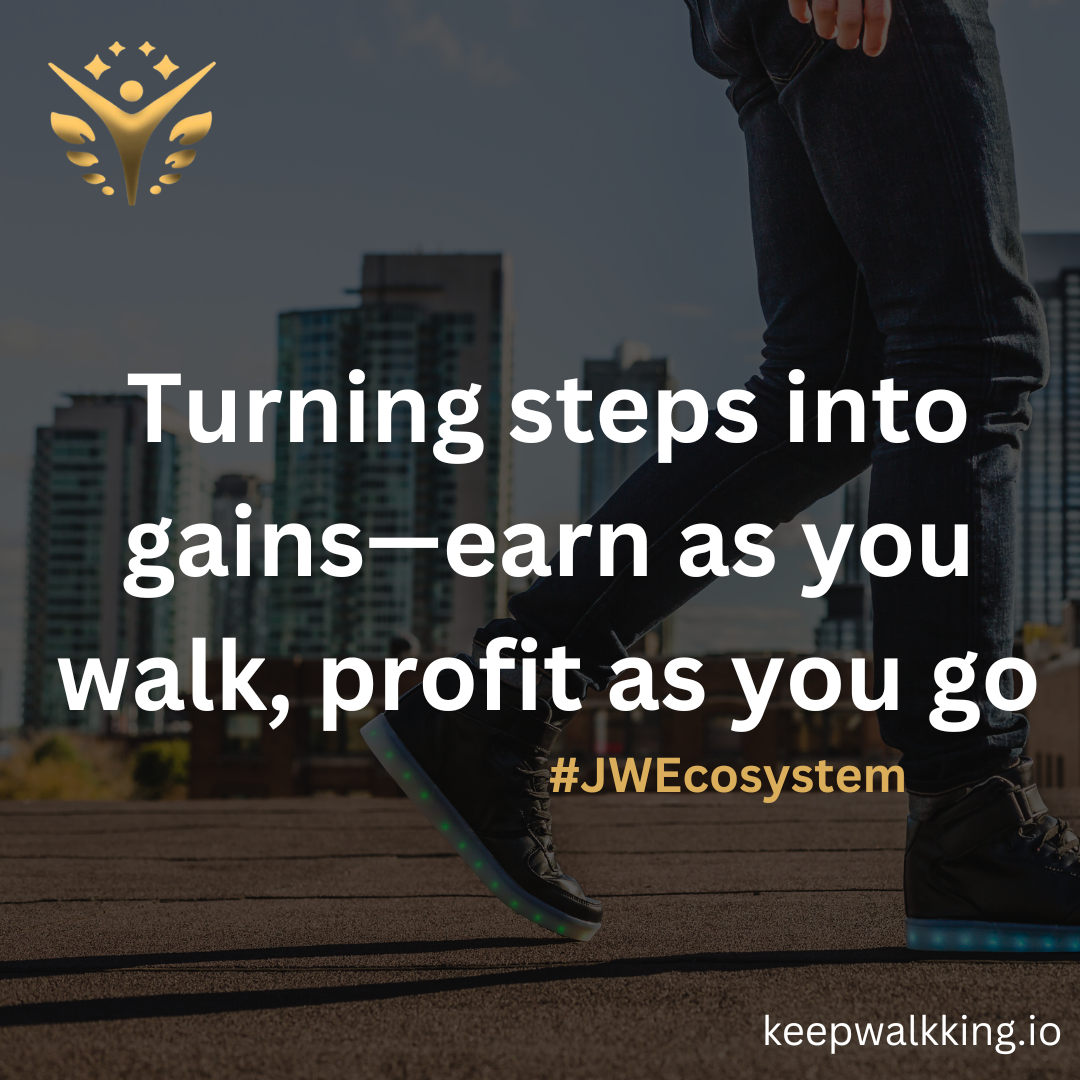 Turning steps into
gains—earn as you
walk, profit as you go
#JWEcosystem
keepwalkking.io